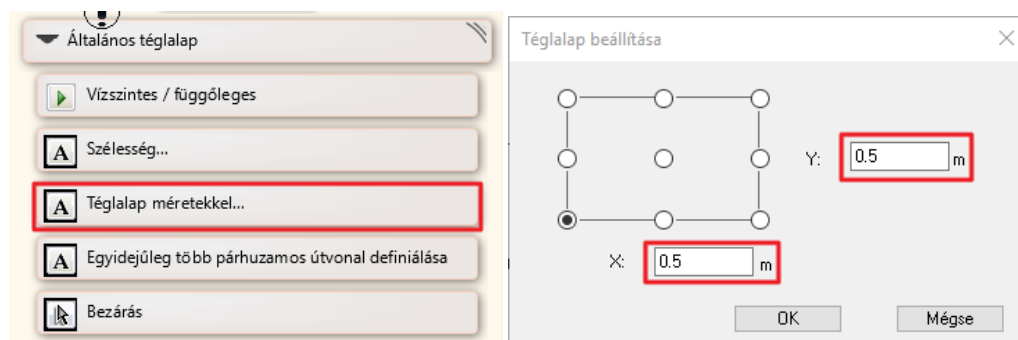 Általános téglalap
Vízszintes / függőleges
A Szélesség...
A Téglalap méretekkel...
A Egyidejűleg több párhuzamos útvonal definiálása
Bezárás
Téglalap beállítása
Y: 0.5 m
X: 0.5 m
OK Mégse